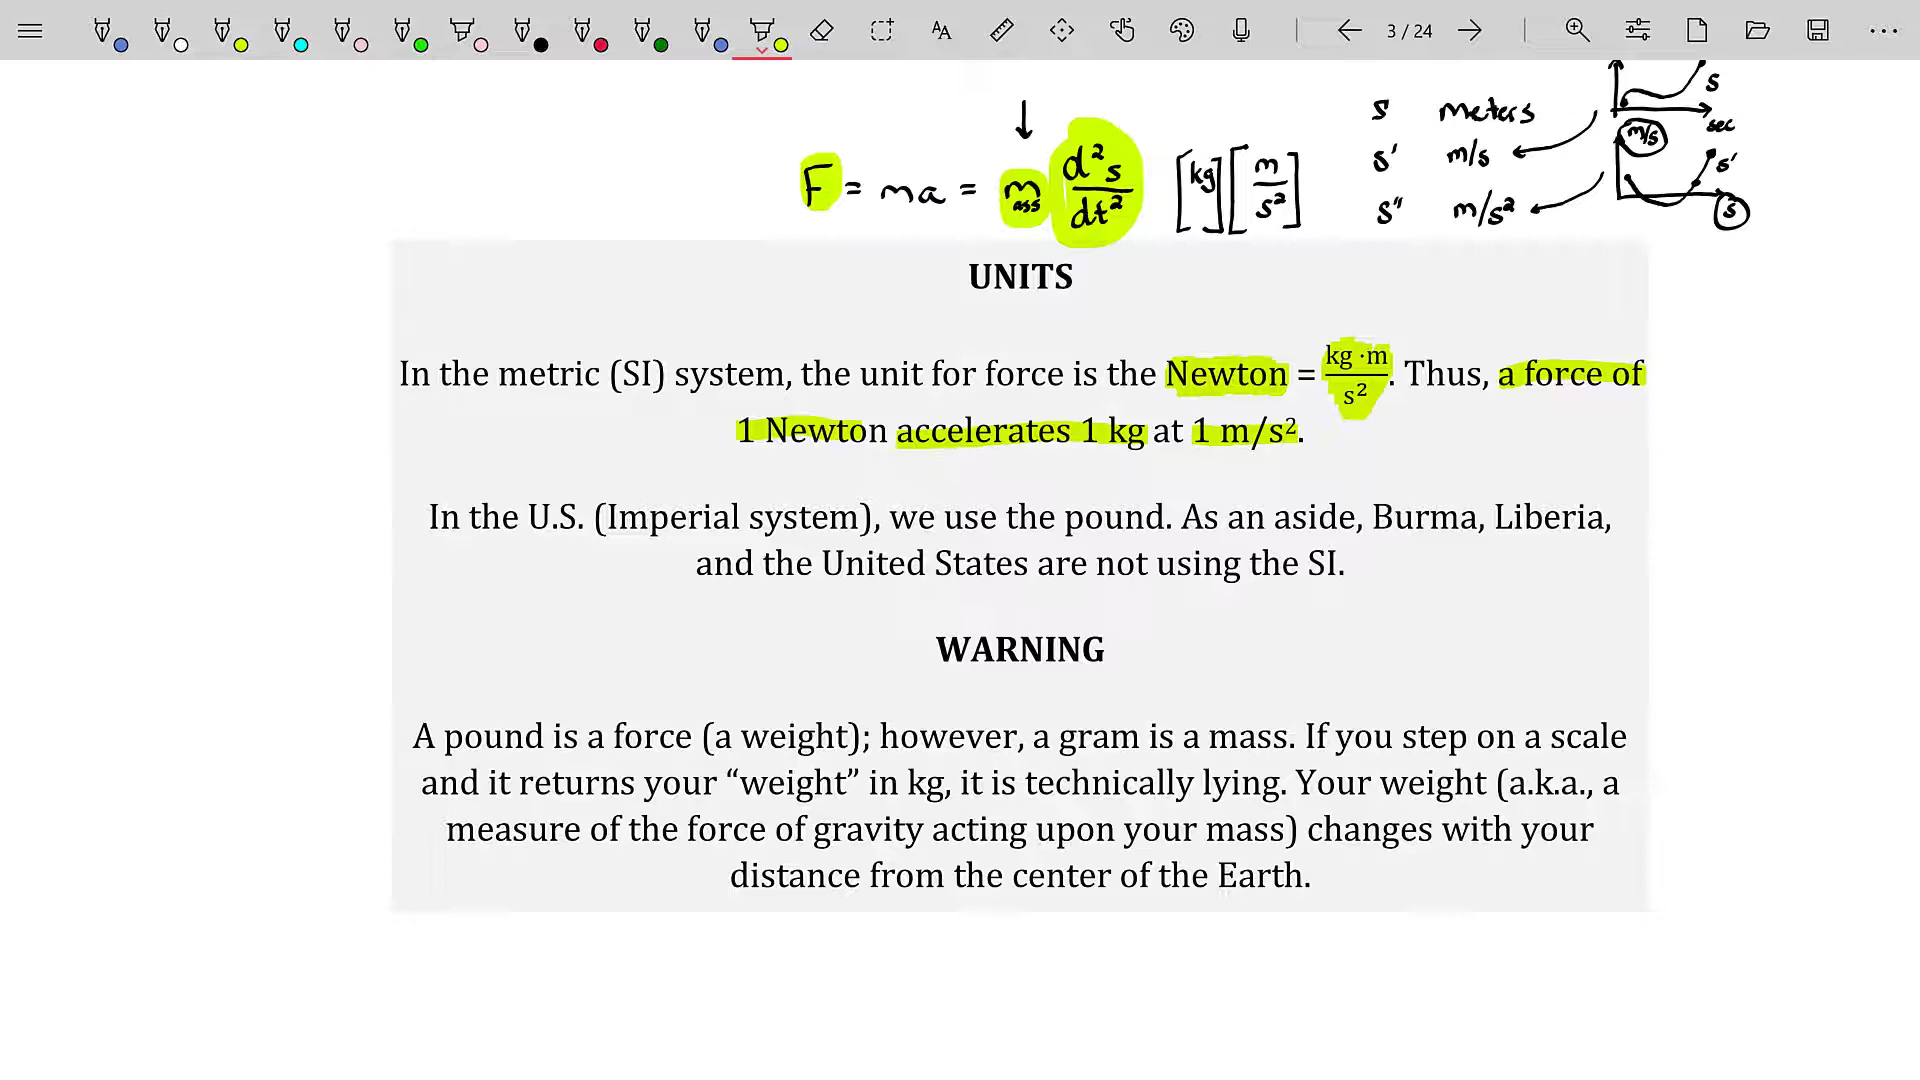 3 / 24
s
sec
F = ma = m d²s/dt² [kg] [m/s²]
ass
s meters
s' m/s
s'' m/s²
m/s
s'
s
UNITS
In the metric (SI) system, the unit for force is the Newton = kg·m/s². Thus, a force of
1 Newton accelerates 1 kg at 1 m/s².
In the U.S. (Imperial system), we use the pound. As an aside, Burma, Liberia,
and the United States are not using the SI.
WARNING
A pound is a force (a weight); however, a gram is a mass. If you step on a scale
and it returns your “weight” in kg, it is technically lying. Your weight (a.k.a., a
measure of the force of gravity acting upon your mass) changes with your
distance from the center of the Earth.